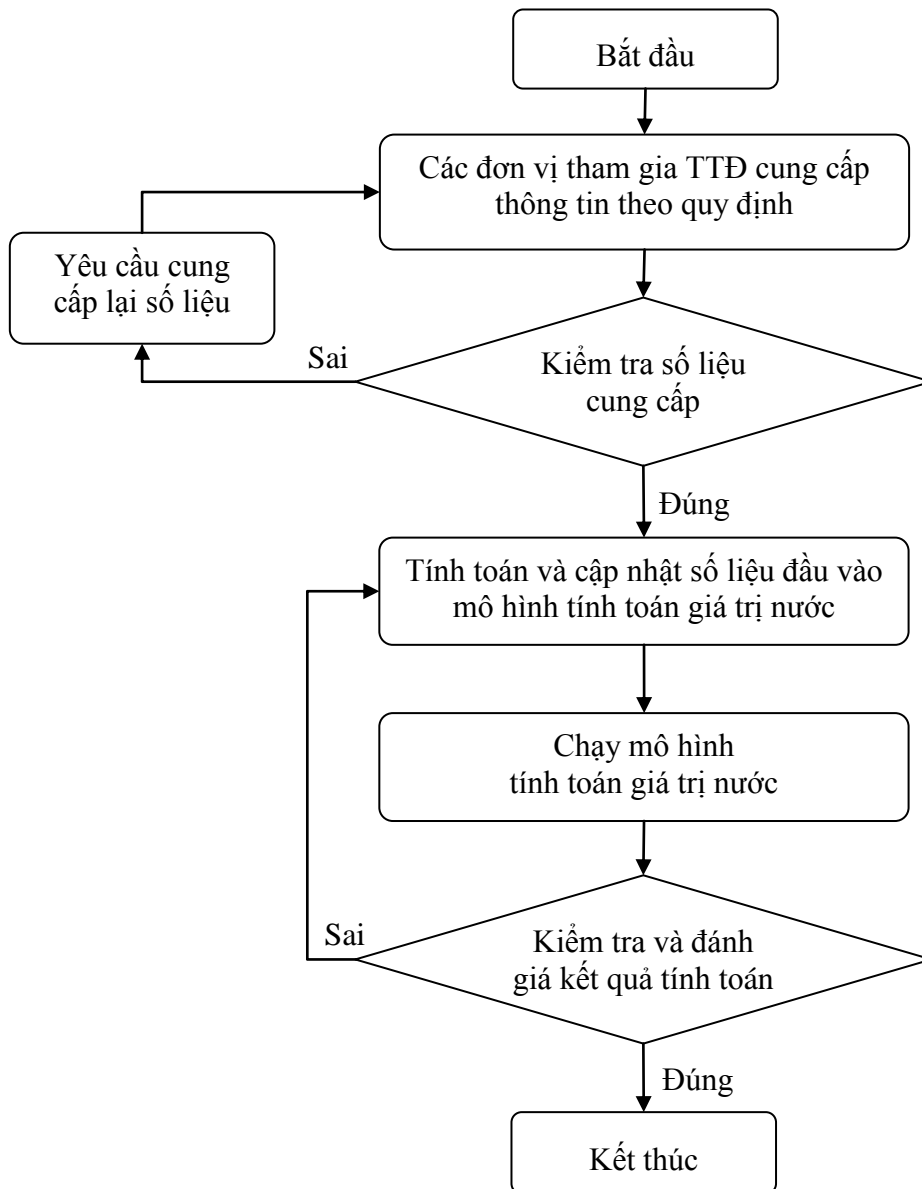 Bắt đầu
Các đơn vị tham gia TTĐ cung cấp
thông tin theo quy định
Yêu cầu cung
cấp lại số liệu
Sai
Kiểm tra số liệu
cung cấp
Đúng
Tính toán và cập nhật số liệu đầu vào
mô hình tính toán giá trị nước
Chạy mô hình
tính toán giá trị nước
Sai
Kiểm tra và đánh
giá kết quả tính toán
Đúng
Kết thúc